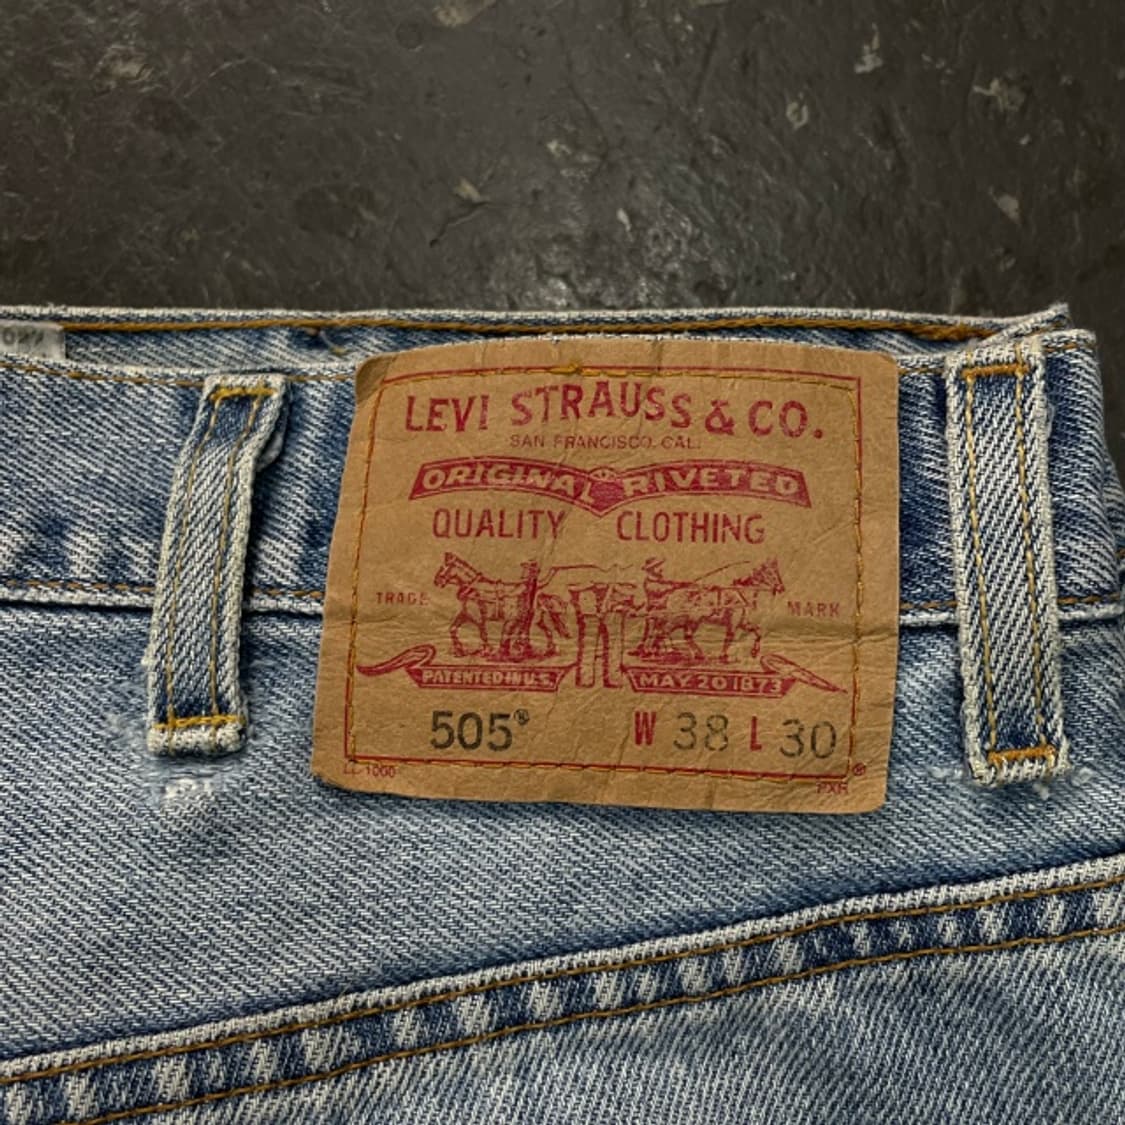 LEVI STRAUSS & CO.
SAN FRANCISCO, CAL.
ORIGINAL RIVETED
QUALITY CLOTHING
TRADE MARK
PATENTED IN U.S. MAY 20 1873
505® W 38 L 30
1000 ®